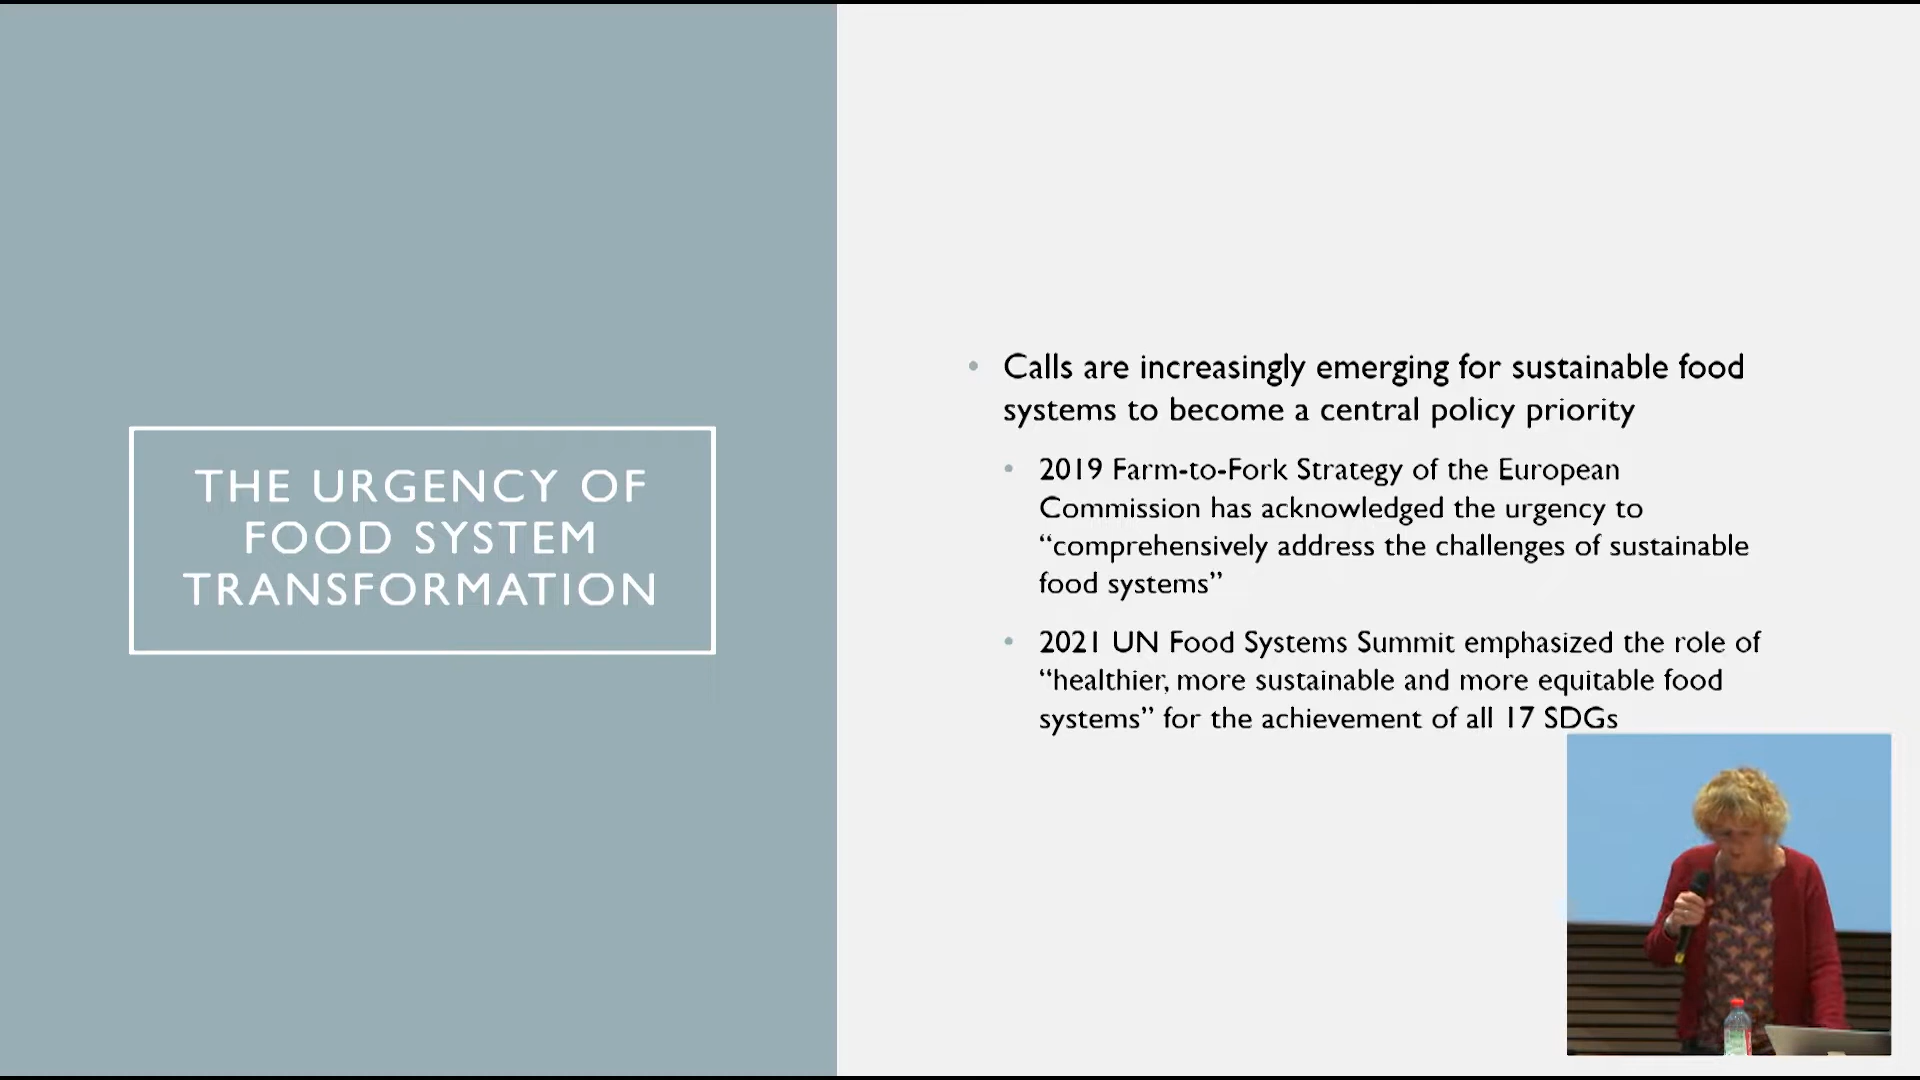 THE URGENCY OF
FOOD SYSTEM
TRANSFORMATION
• Calls are increasingly emerging for sustainable food
systems to become a central policy priority
• 2019 Farm-to-Fork Strategy of the European
Commission has acknowledged the urgency to
“comprehensively address the challenges of sustainable
food systems”
• 2021 UN Food Systems Summit emphasized the role of
“healthier, more sustainable and more equitable food
systems” for the achievement of all 17 SDGs